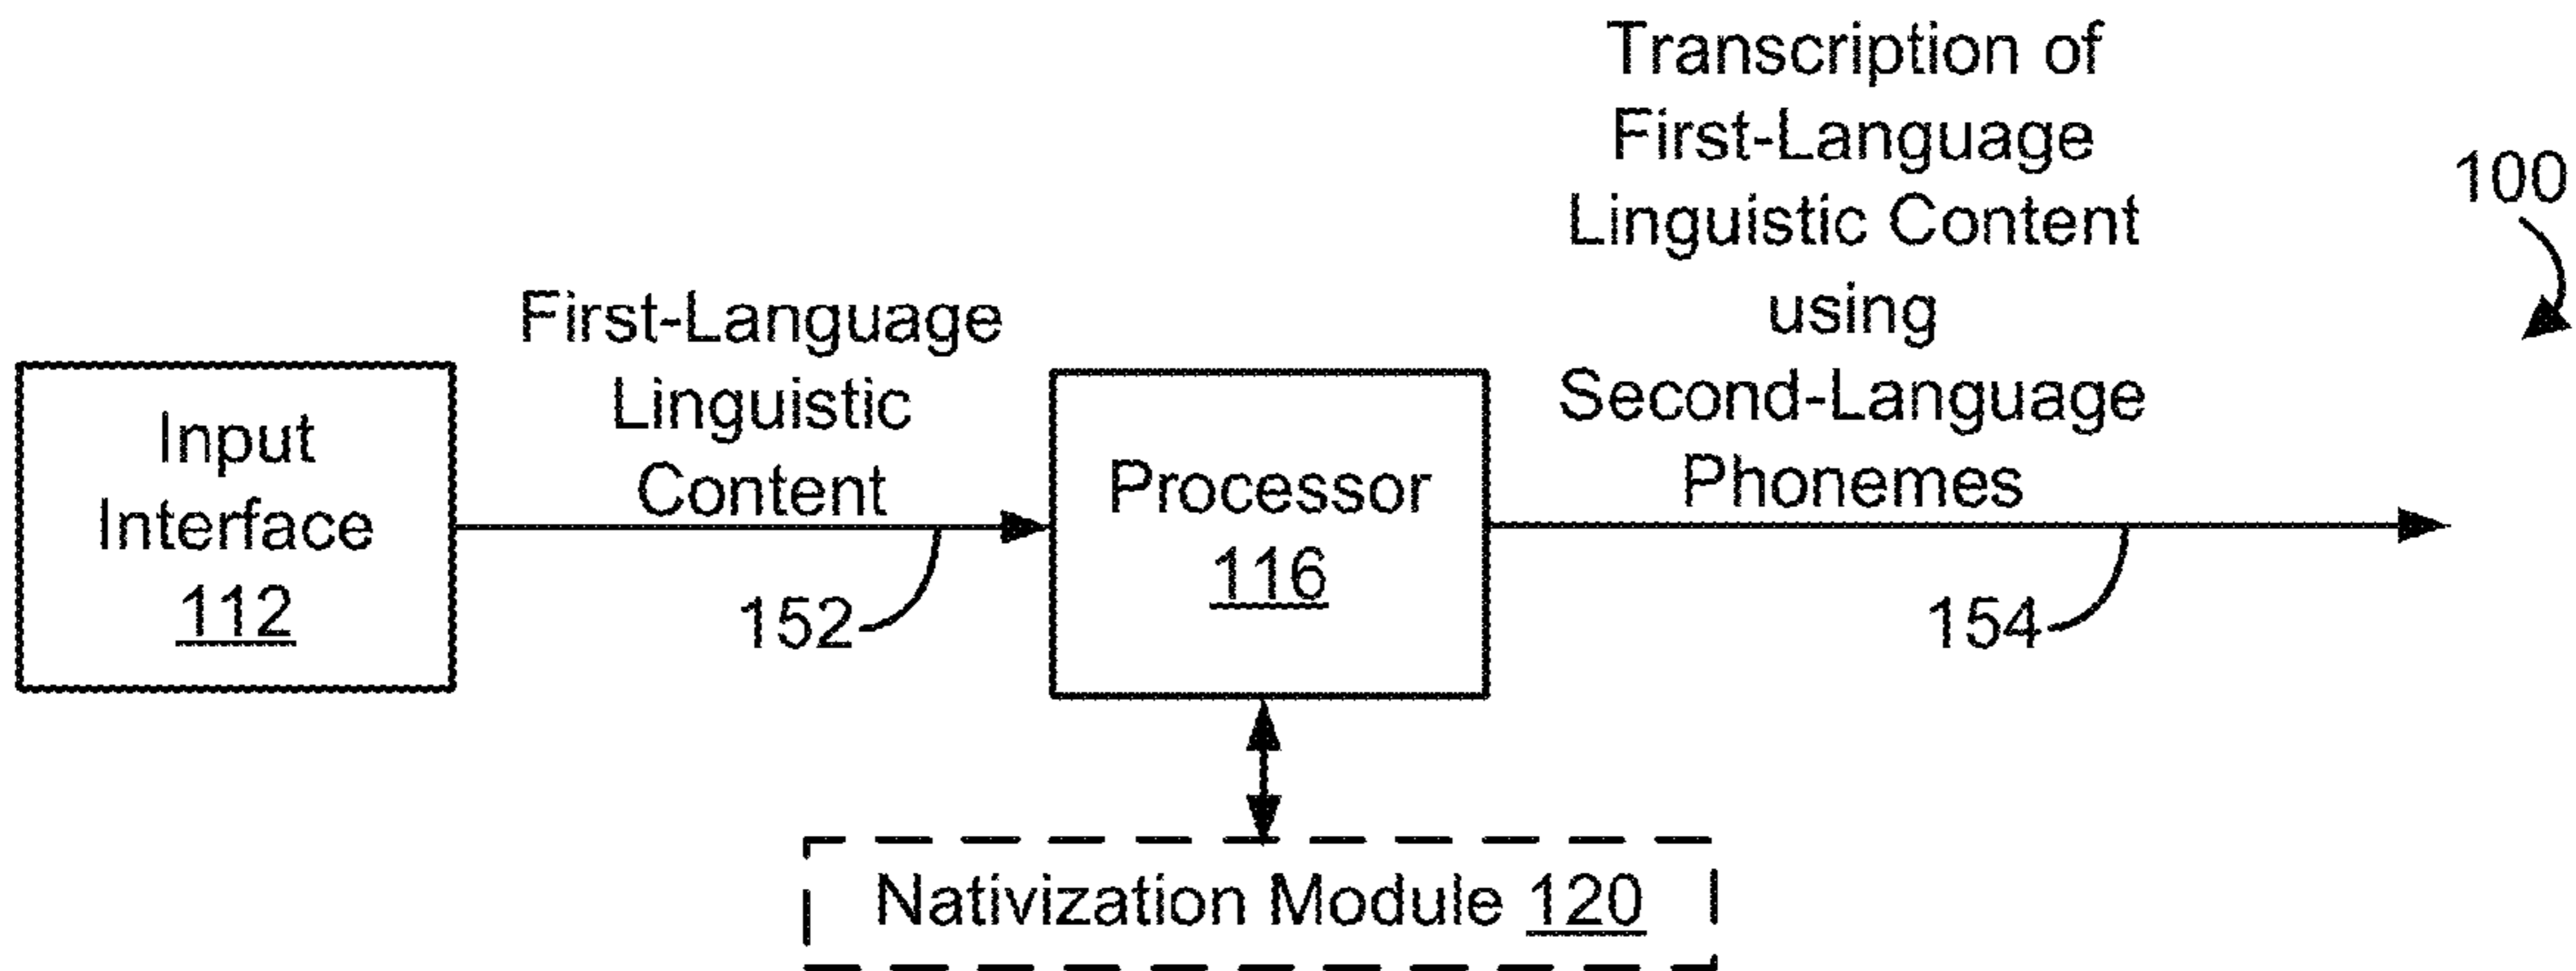 Transcription of
First-Language
Linguistic Content
using
Second-Language
Phonemes
100
First-Language
Linguistic
Content
Input
Interface
112
Processor
116
152
154
Nativization Module 120